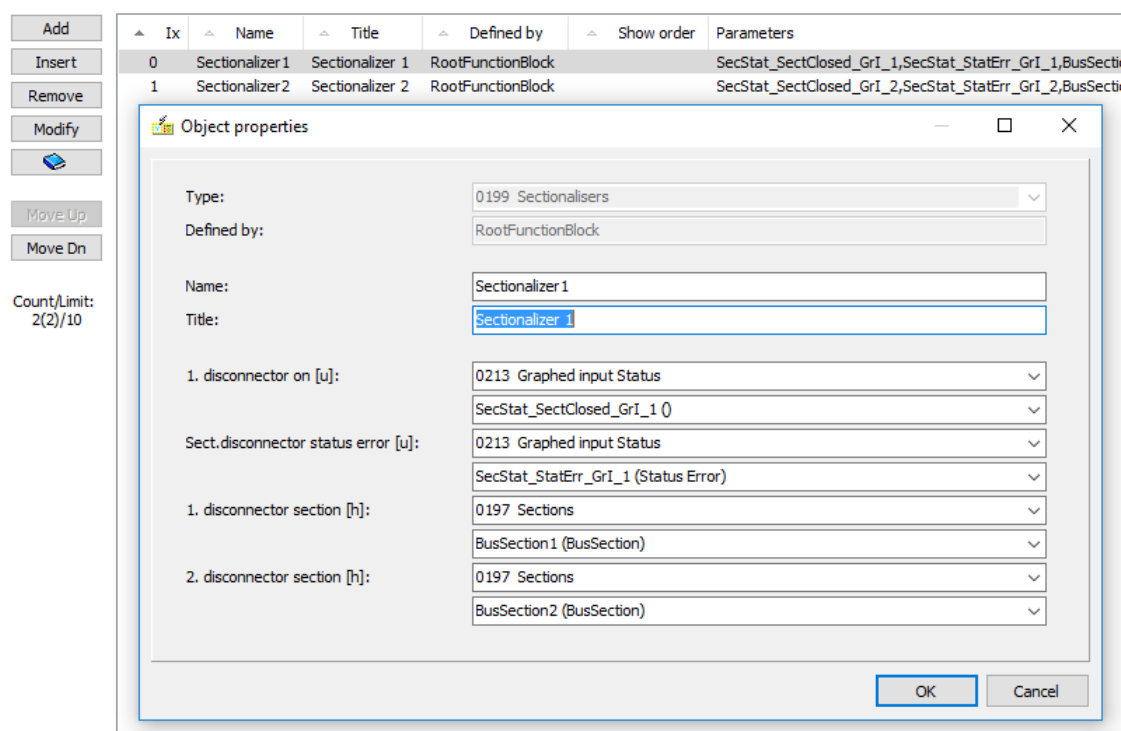 Add
Insert
Remove
Modify
Move Up
Move Dn
Count/Limit:
2(2)/10
Ix Name Title Defined by Show order Parameters
0 Sectionalizer1 Sectionalizer 1 RootFunctionBlock SecStat_SectClosed_GrI_1,SecStat_StatErr_GrI_1,BusSecti
1 Sectionalizer2 Sectionalizer 2 RootFunctionBlock SecStat_SectClosed_GrI_2,SecStat_StatErr_GrI_2,BusSecti
Object properties
Type: 0199 Sectionalisers
Defined by: RootFunctionBlock
Name: Sectionalizer1
Title: Sectionalizer 1
1. disconnector on [u]: 0213 Graphed input Status
SecStat_SectClosed_GrI_1 ()
Sect.disconnector status error [u]: 0213 Graphed input Status
SecStat_StatErr_GrI_1 (Status Error)
1. disconnector section [h]: 0197 Sections
BusSection1 (BusSection)
2. disconnector section [h]: 0197 Sections
BusSection2 (BusSection)
OK Cancel